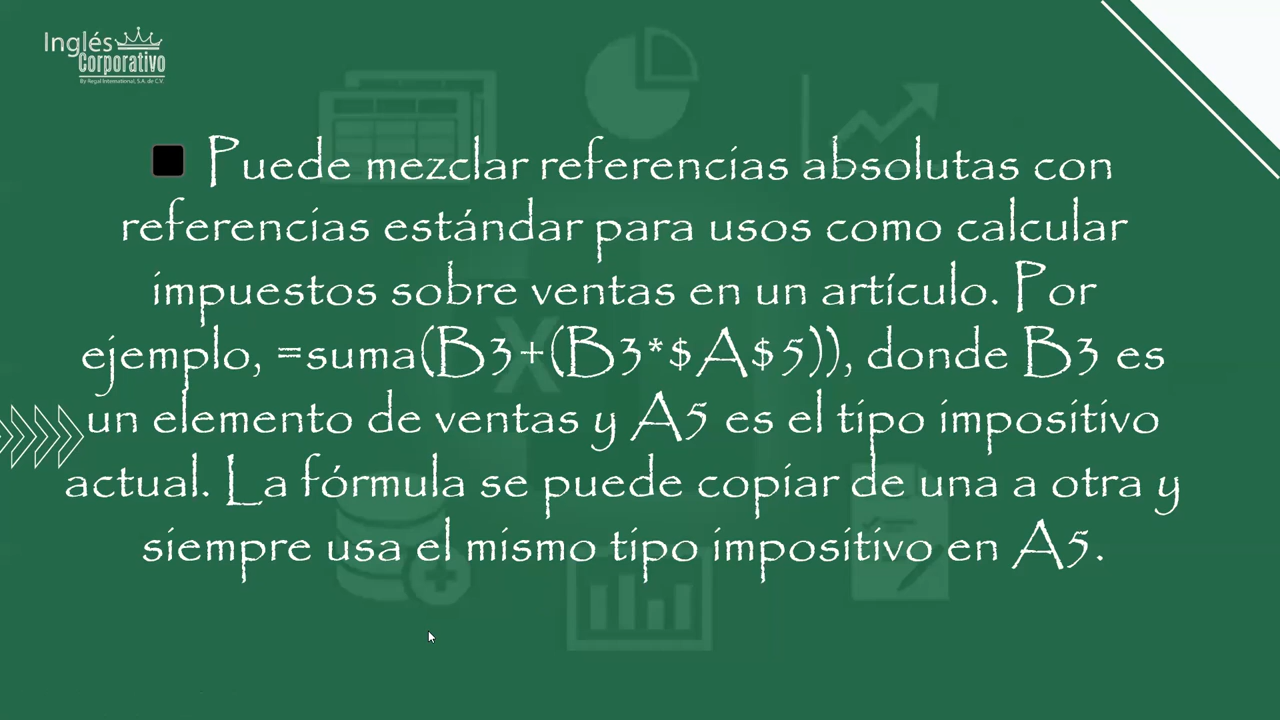 Inglés
Corporativo
By Regal International, S.A. de C.V.
Puede mezclar referencias absolutas con
referencias estándar para usos como calcular
impuestos sobre ventas en un artículo. Por
ejemplo, =suma(B3+(B3*$A$5)), donde B3 es
un elemento de ventas y A5 es el tipo impositivo
actual. La fórmula se puede copiar de una a otra y
siempre usa el mismo tipo impositivo en A5.